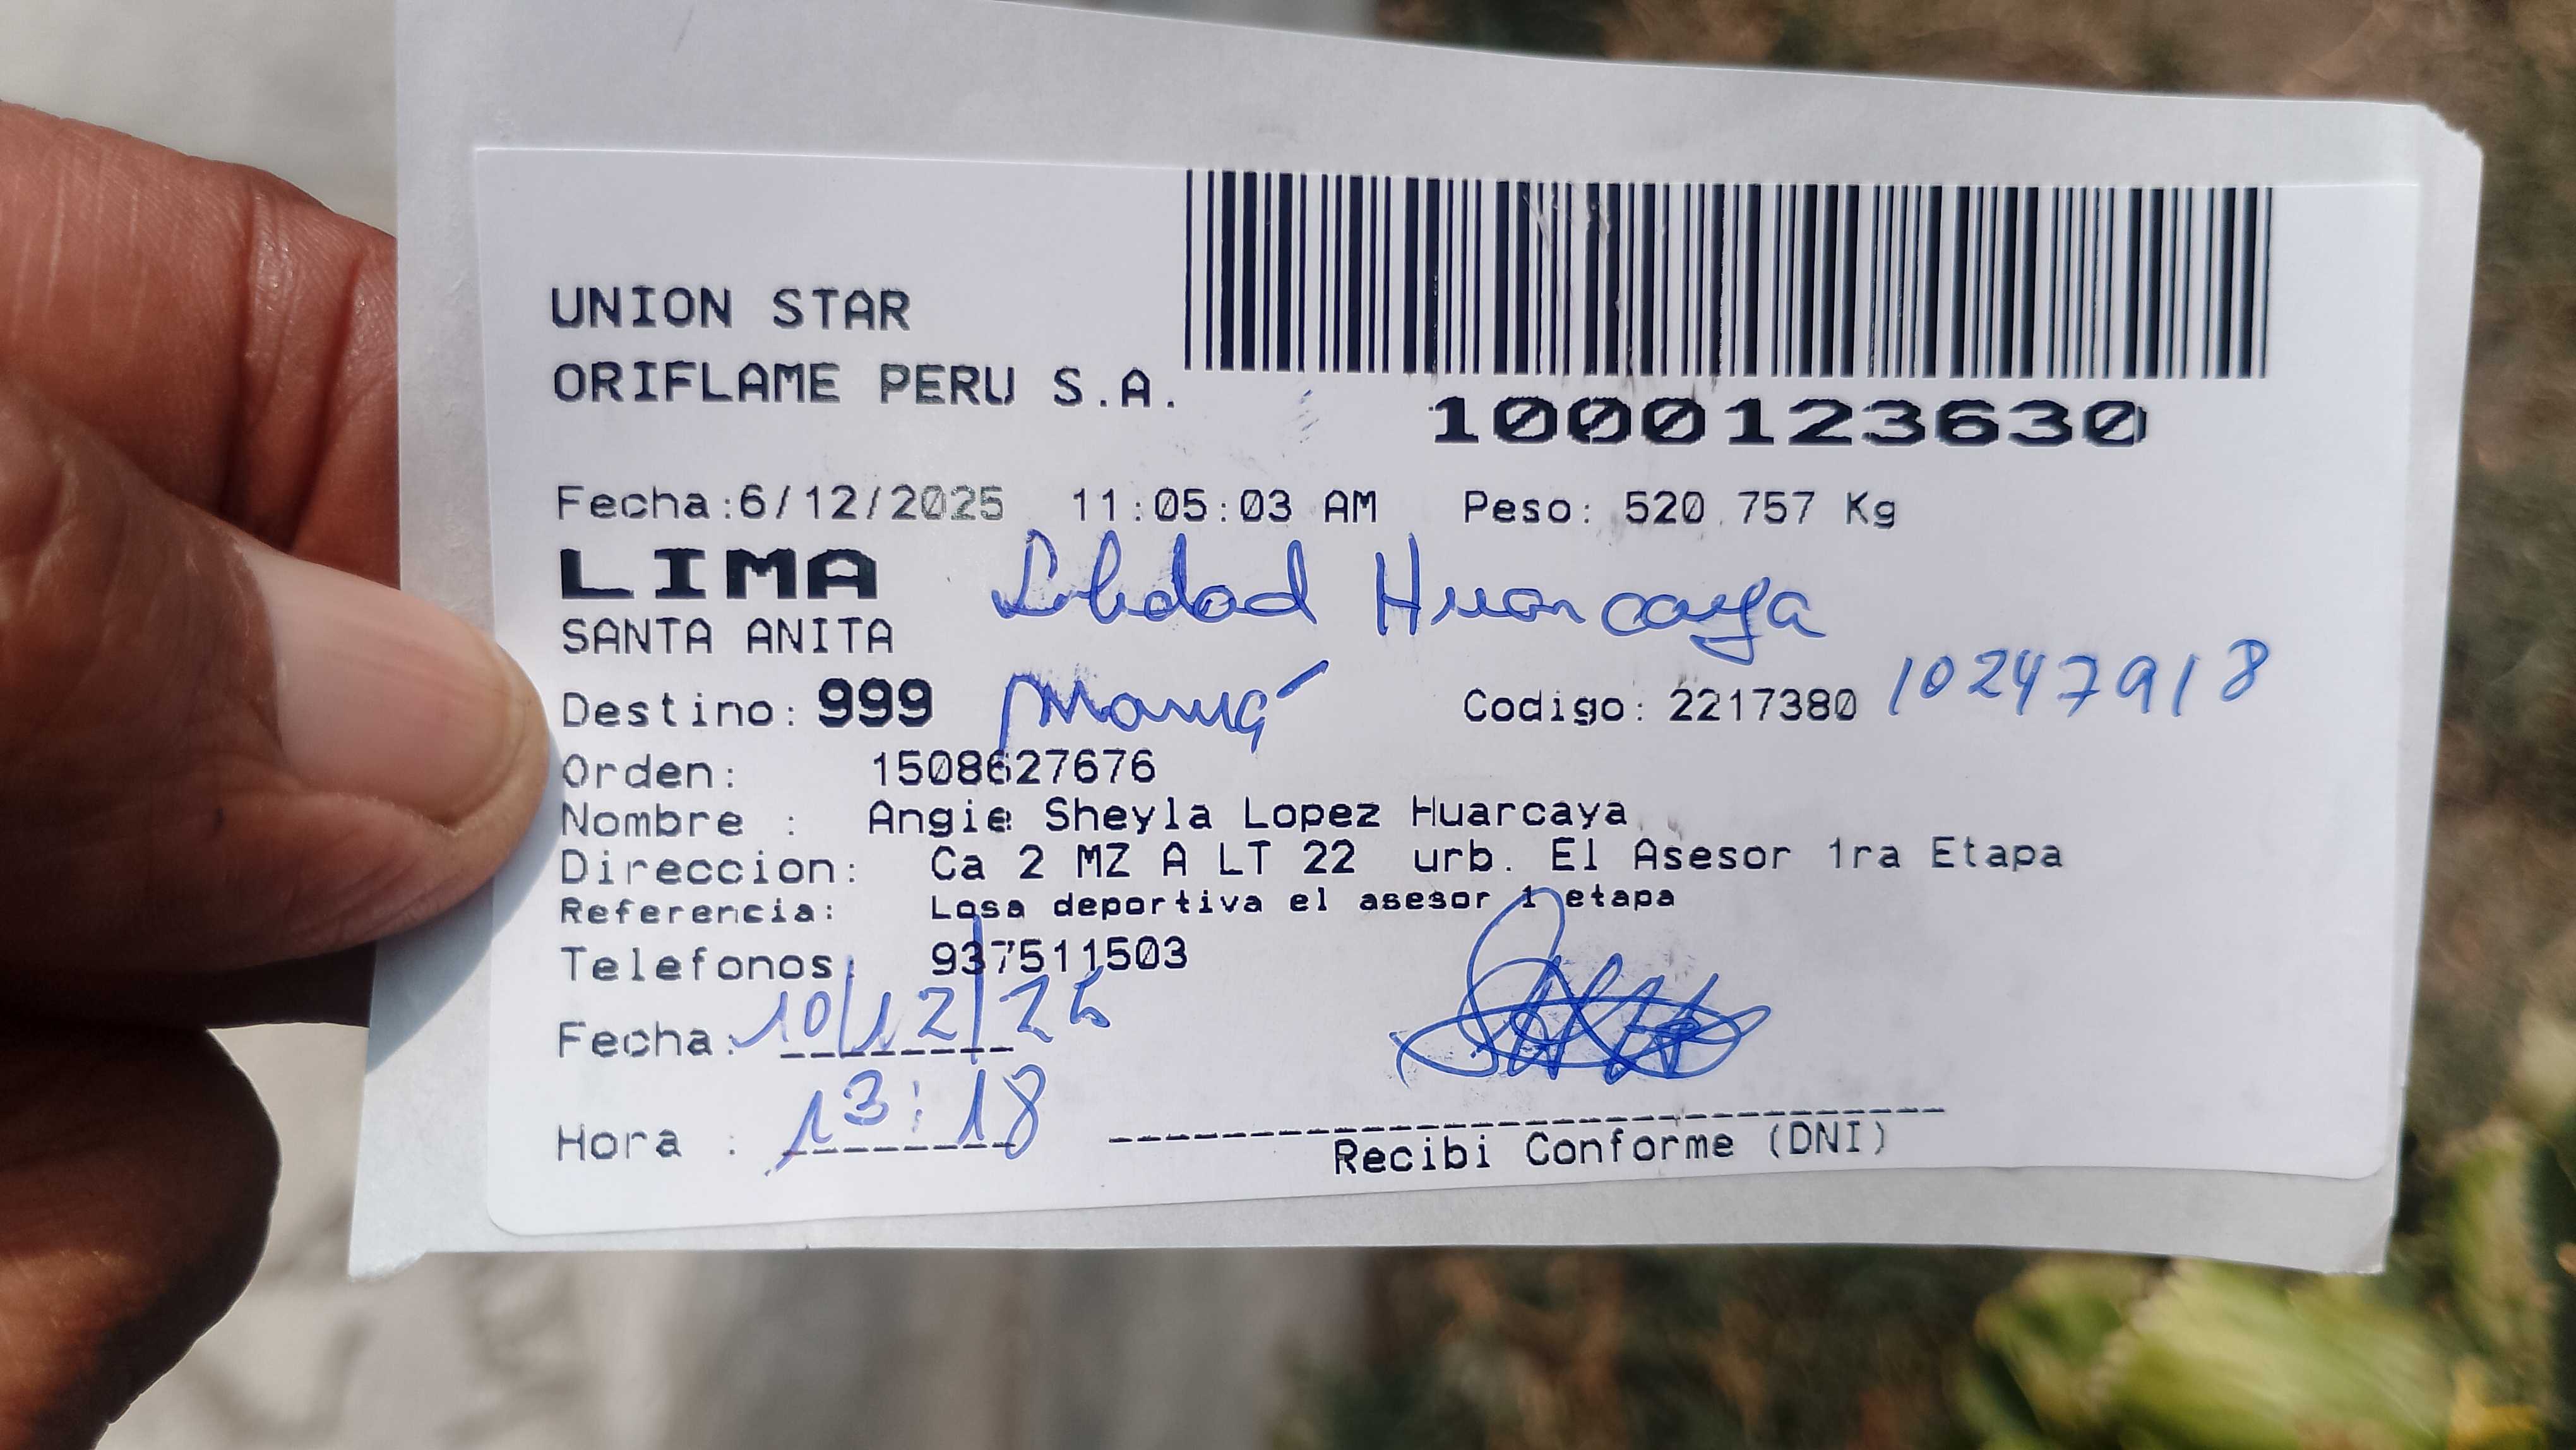 UNION STAR
ORIFLAME PERU S.A.
1000123630
Fecha:6/12/2025 11:05:03 AM Peso: 520.757 Kg
LIMA
Soledad Huarcaya
SANTA ANITA
Destino: 999 Mamá Codigo: 2217380 10247918
Orden: 1508627676
Nombre : Angie Sheyla Lopez Huarcaya
Direccion: Ca 2 MZ A LT 22 urb. El Asesor 1ra Etapa
Referencia: Losa deportiva el asesor 1 etapa
Telefonos: 937511503
Fecha: 10/12/25
Hora : 13:18
Recibi Conforme (DNI)